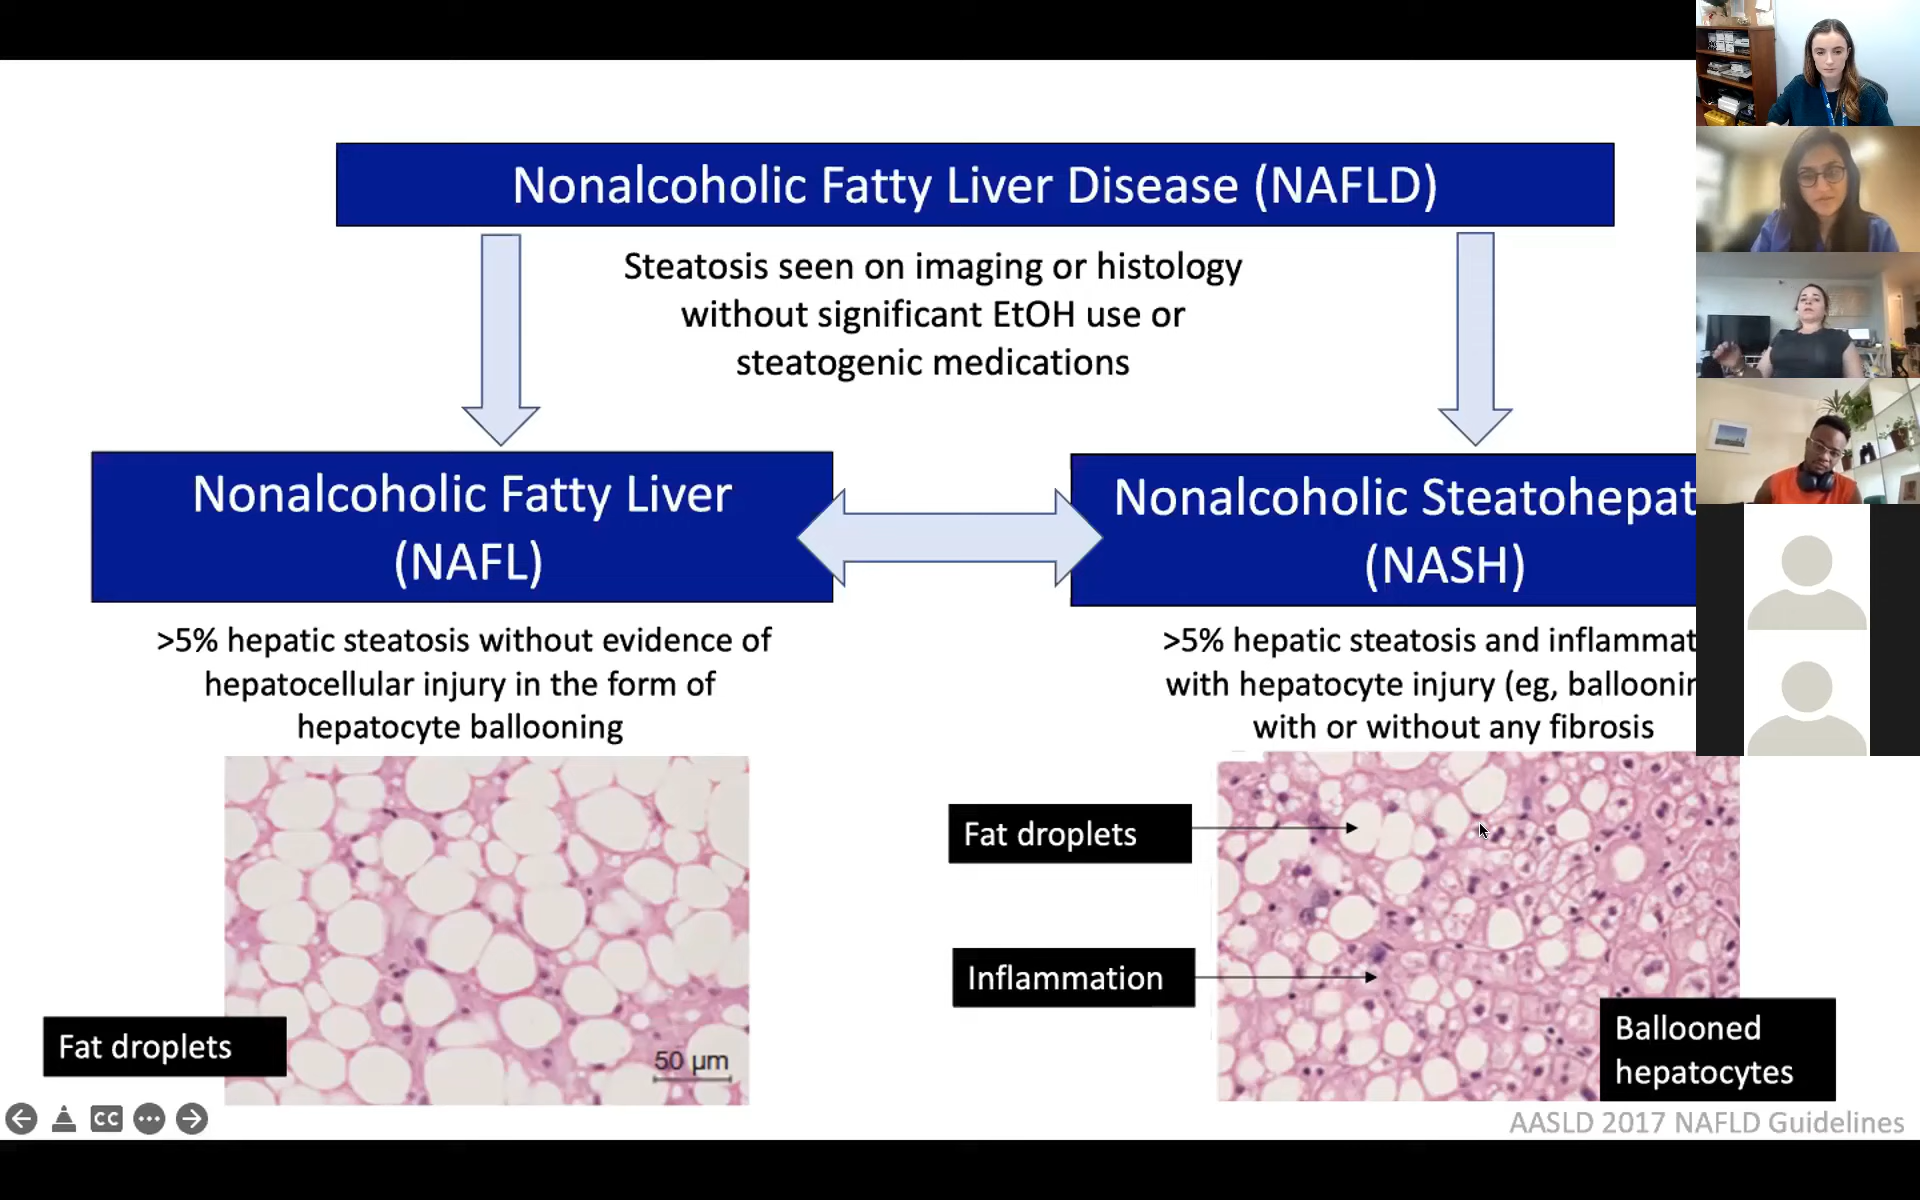 Nonalcoholic Fatty Liver Disease (NAFLD)
Steatosis seen on imaging or histology
without significant EtOH use or
steatogenic medications
Nonalcoholic Fatty Liver
(NAFL)
>5% hepatic steatosis without evidence of
hepatocellular injury in the form of
hepatocyte ballooning
Fat droplets
50 µm
Nonalcoholic Steatohepat
(NASH)
>5% hepatic steatosis and inflammat
with hepatocyte injury (eg, balloonin
with or without any fibrosis
Fat droplets
Inflammation
Ballooned
hepatocytes
CC
AASLD 2017 NAFLD Guidelines